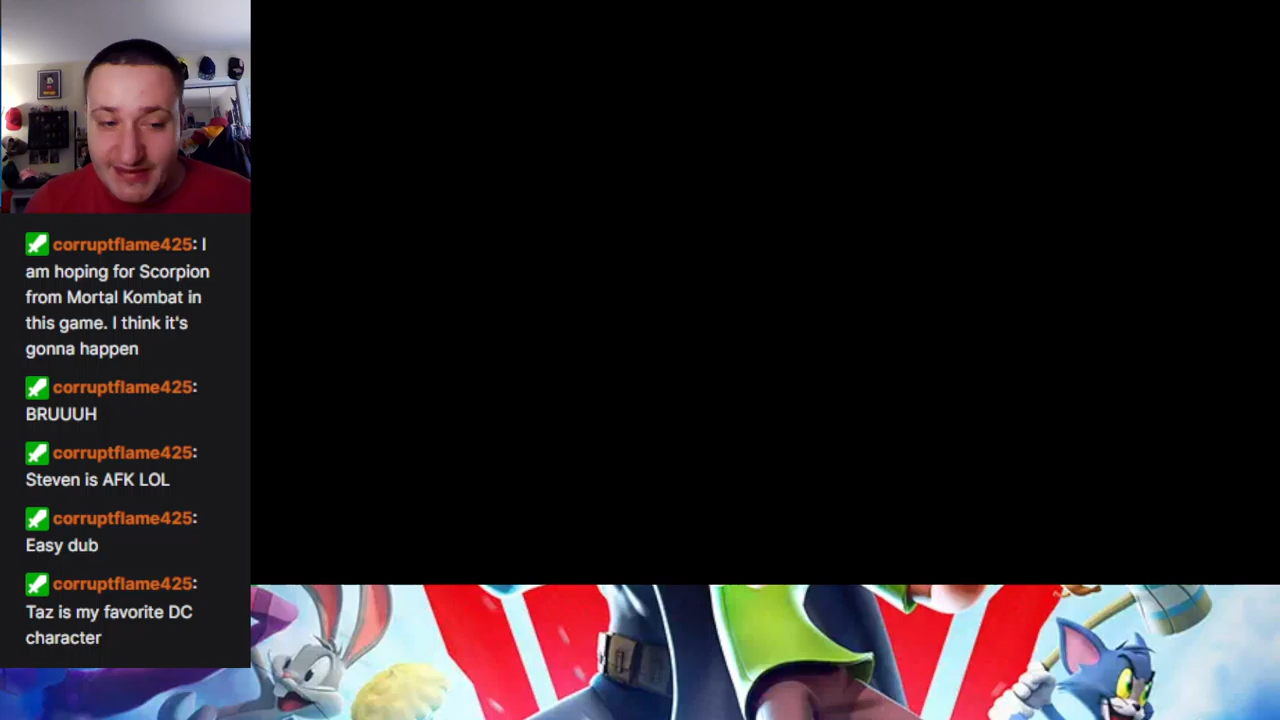 corruptflame425: I
am hoping for Scorpion
from Mortal Kombat in
this game. I think it's
gonna happen
corruptflame425:
BRUUUH
corruptflame425:
Steven is AFK LOL
corruptflame425:
Easy dub
corruptflame425:
Taz is my favorite DC
character